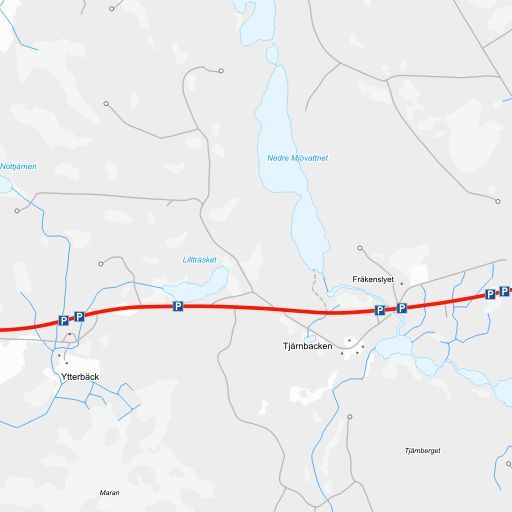 Nedre Mjövattnet
Nottjärnen
Lillträsket
Fräkenslyet
P
P
P
P
P
P
P
Tjärnbacken
Ytterbäck
Tjärnberget
Maran